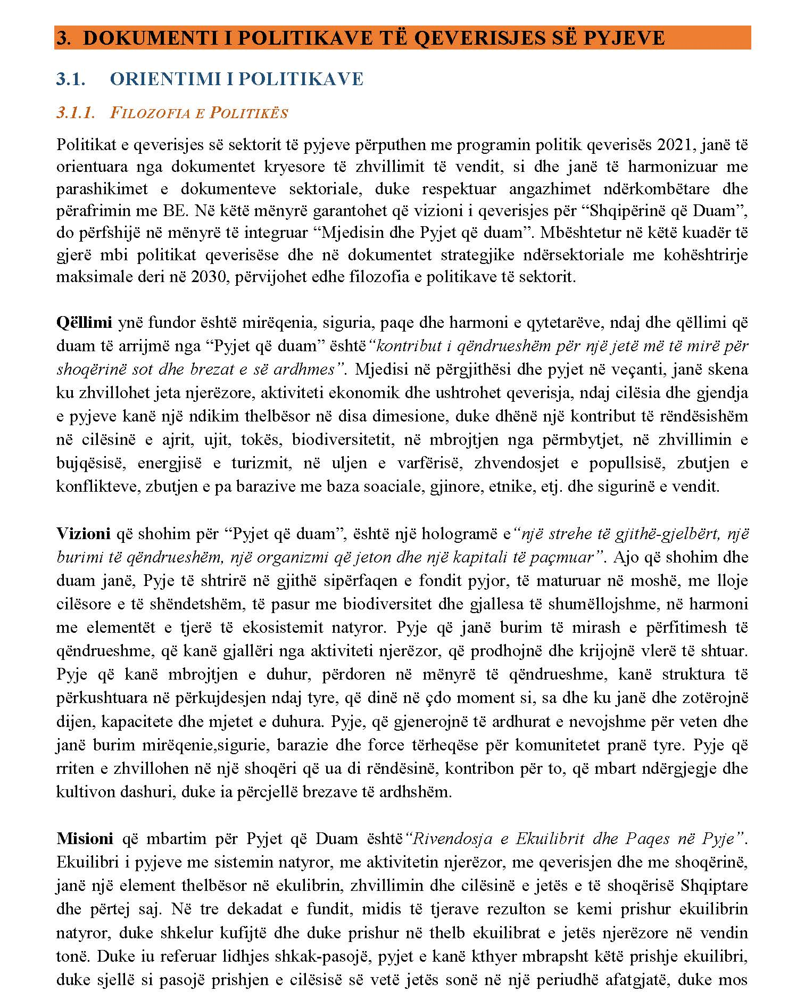 3. DOKUMENTI I POLITIKAVE TË QEVERISJES SË PYJEVE
3.1. ORIENTIMI I POLITIKAVE
3.1.1. FILOZOFIA E POLITIKËS
Politikat e qeverisjes së sektorit të pyjeve përputhen me programin politik qeverisës 2021, janë të
orientuara nga dokumentet kryesore të zhvillimit të vendit, si dhe janë të harmonizuar me
parashikimet e dokumenteve sektoriale, duke respektuar angazhimet ndërkombëtare dhe
përafrimin me BE. Në këtë mënyrë garantohet që vizioni i qeverisjes për “Shqipërinë që Duam”,
do përfshijë në mënyrë të integruar “Mjedisin dhe Pyjet që duam”. Mbështetur në këtë kuadër të
gjerë mbi politikat qeverisëse dhe në dokumentet strategjike ndërsektoriale me kohështrirje
maksimale deri në 2030, përvijohet edhe filozofia e politikave të sektorit.
Qëllimi ynë fundor është mirëqenia, siguria, paqe dhe harmoni e qytetarëve, ndaj dhe qëllimi që
duam të arrijmë nga “Pyjet që duam” është “kontribut i qëndrueshëm për një jetë më të mirë për
shoqërinë sot dhe brezat e së ardhmes”. Mjedisi në përgjithësi dhe pyjet në veçanti, janë skena
ku zhvillohet jeta njerëzore, aktiviteti ekonomik dhe ushtrohet qeverisja, ndaj cilësia dhe gjendja
e pyjeve kanë një ndikim thelbësor në disa dimesione, duke dhënë një kontribut të rëndësishëm
në cilësinë e ajrit, ujit, tokës, biodiversitetit, në mbrojtjen nga përmbytjet, në zhvillimin e
bujqësisë, energjisë e turizmit, në uljen e varfërisë, zhvendosjet e popullsisë, zbutjen e
konflikteve, zbutjen e pa barazive me baza soaciale, gjinore, etnike, etj. dhe sigurinë e vendit.
Vizioni që shohim për “Pyjet që duam”, është një hologramë e “një strehe të gjithë-gjelbërt, një
burimi të qëndrueshëm, një organizmi që jeton dhe një kapitali të paçmuar”. Ajo që shohim dhe
duam janë, Pyje të shtrirë në gjithë sipërfaqen e fondit pyjor, të maturuar në moshë, me lloje
cilësore e të shëndetshëm, të pasur me biodiversitet dhe gjallesa të shumëllojshme, në harmoni
me elementët e tjerë të ekosistemit natyror. Pyje që janë burim të mirash e përfitimesh të
qëndrueshme, që kanë gjallëri nga aktiviteti njerëzor, që prodhojnë dhe krijojnë vlerë të shtuar.
Pyje që kanë mbrojtjen e duhur, përdoren në mënyrë të qëndrueshme, kanë struktura të
përkushtuara në përkujdesjen ndaj tyre, që dinë në çdo moment si, sa dhe ku janë dhe zotërojnë
dijen, kapacitete dhe mjetet e duhura. Pyje, që gjenerojnë të ardhurat e nevojshme për veten dhe
janë burim mirëqenie,sigurie, barazie dhe force tërheqëse për komunitetet pranë tyre. Pyje që
rriten e zhvillohen në një shoqëri që ua di rëndësinë, kontribon për to, që mbart ndërgjegje dhe
kultivon dashuri, duke ia përcjellë brezave të ardhshëm.
Misioni që mbartim për Pyjet që Duam është “Rivendosja e Ekuilibrit dhe Paqes në Pyje”.
Ekuilibri i pyjeve me sistemin natyror, me aktivitetin njerëzor, me qeverisjen dhe me shoqërinë,
janë një element thelbësor në ekulibrin, zhvillimin dhe cilësinë e jetës e të shoqërisë Shqiptare
dhe përtej saj. Në tre dekadat e fundit, midis të tjerave rezulton se kemi prishur ekuilibrin
natyror, duke shkelur kufijtë dhe duke prishur në thelb ekuilibrat e jetës njerëzore në vendin
tonë. Duke iu referuar lidhjes shkak-pasojë, pyjet e kanë kthyer mbrapsht këtë prishje ekuilibri,
duke sjellë si pasojë prishjen e cilësisë së vetë jetës sonë në një periudhë afatgjatë, duke mos